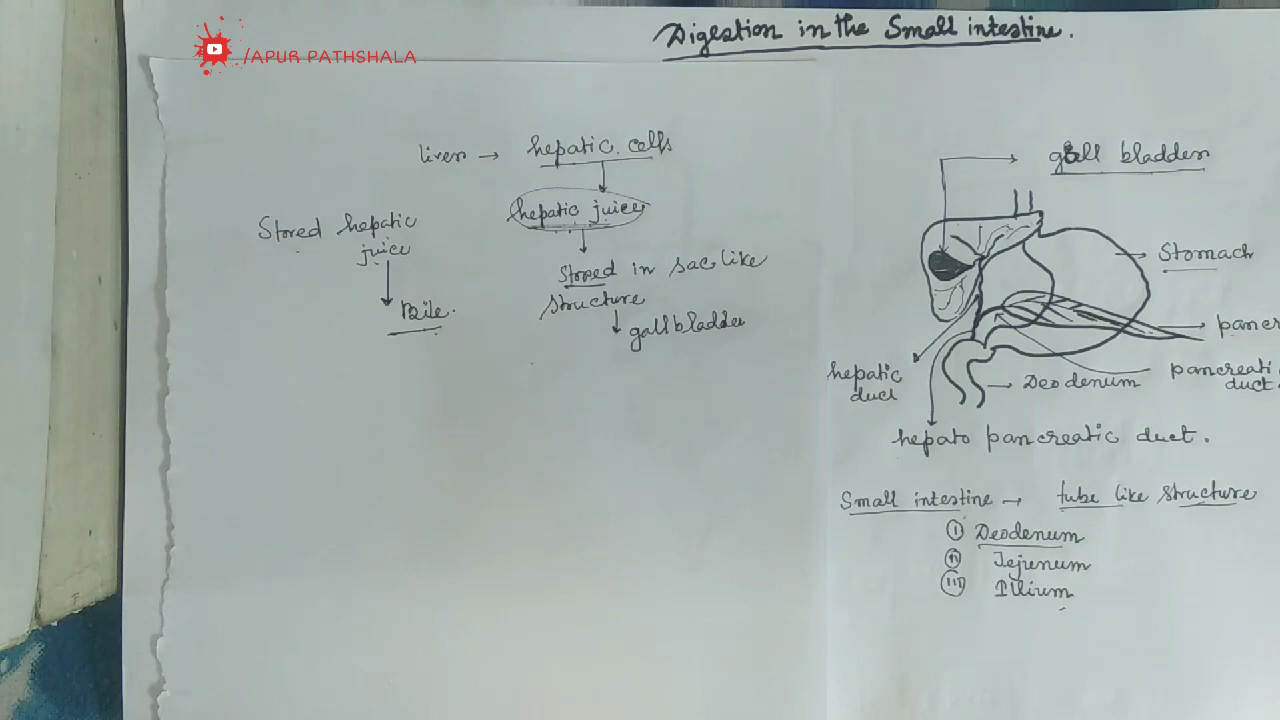 Digestion in the Small intestine.
/APUR PATHSHALA
liver → hepatic cells
hepatic juice
Stored in sac like
structure
gallbladder
Stored hepatic
juice
Baile.
gall bladder
Stomach
pancr
pancreati
duct.
hepatic
duct
Deodenum
hepato pancreatic duct.
Small intestine → tube like structure
(i) Deodenum
(ii) Jejunum
(iii) Illium